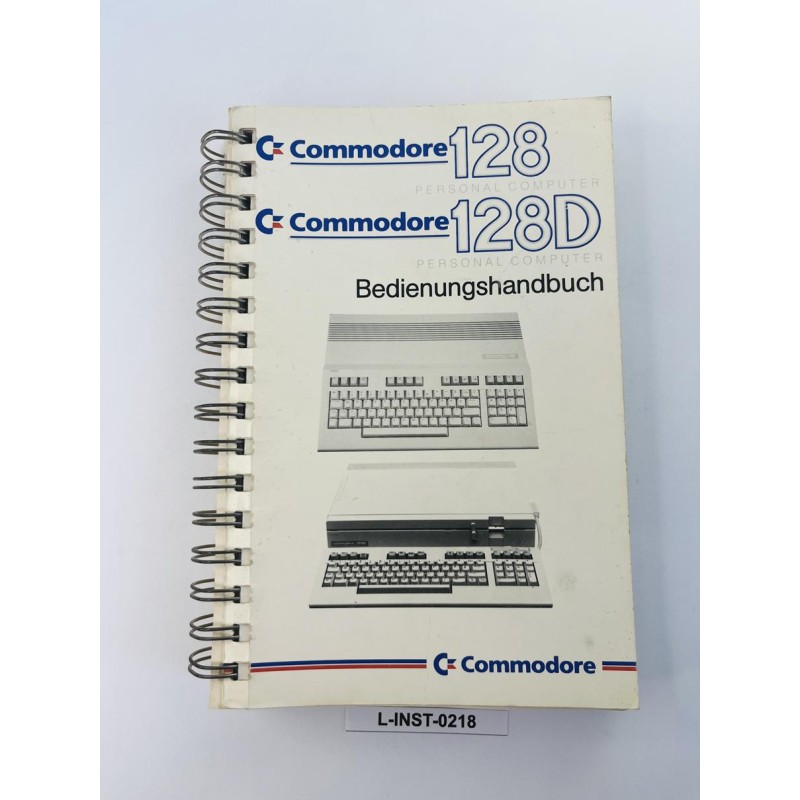 Commodore 128
PERSONAL COMPUTER
Commodore 128D
PERSONAL COMPUTER
Bedienungshandbuch
Commodore
L-INST-0218